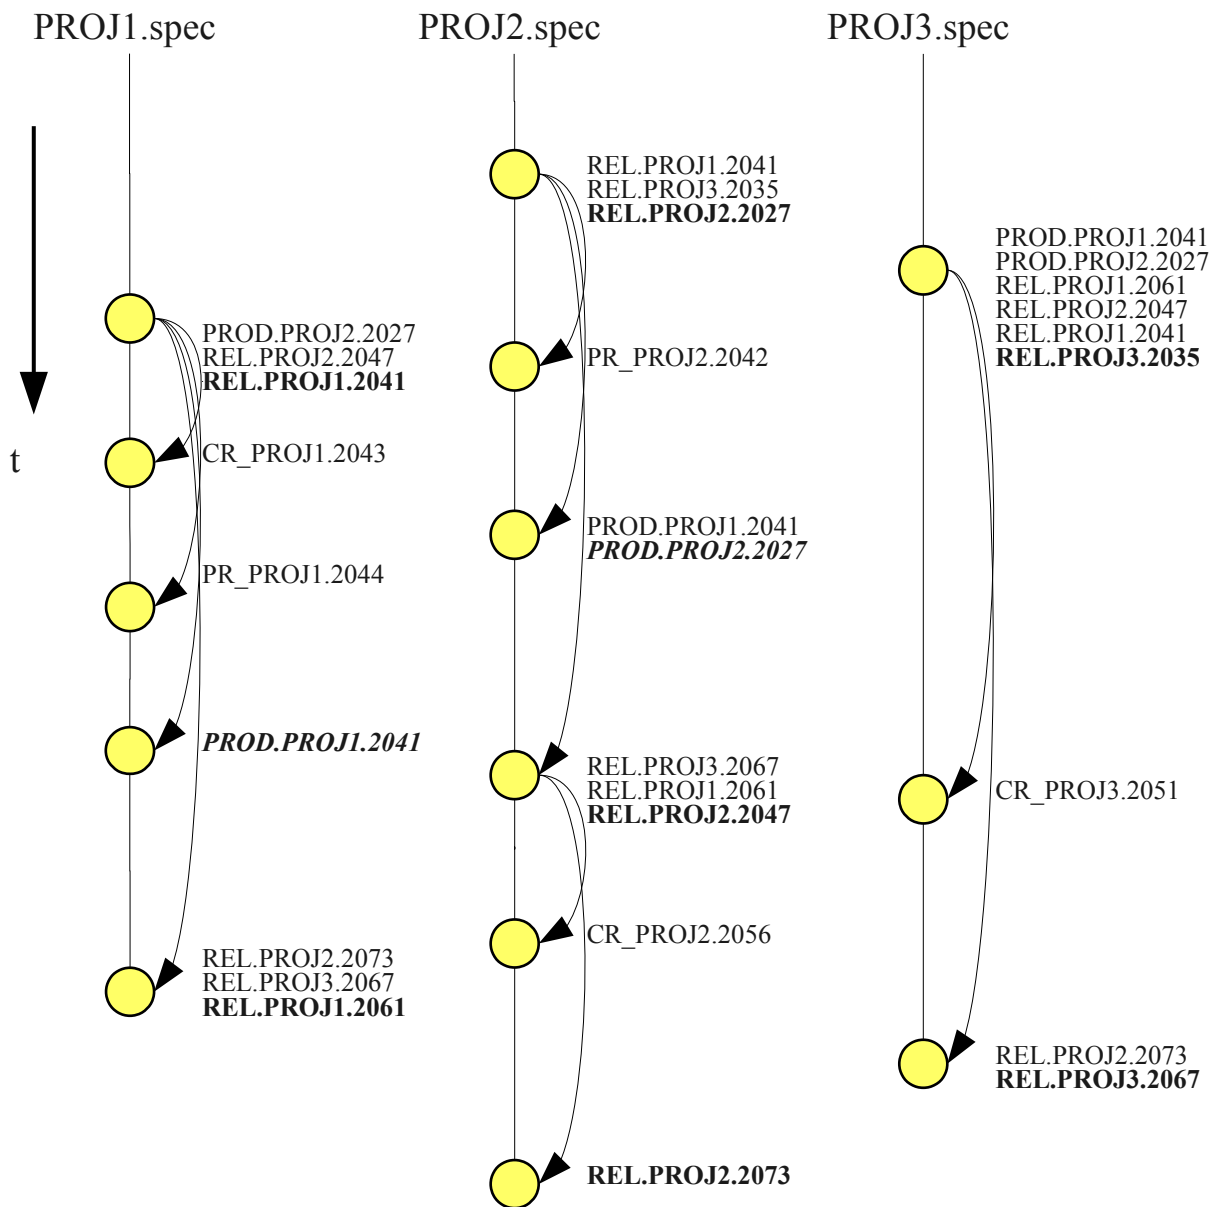 PROJ1.spec
PROJ2.spec
PROJ3.spec
t
PROD.PROJ2.2027
REL.PROJ2.2047
REL.PROJ1.2041
CR_PROJ1.2043
PR_PROJ1.2044
PROD.PROJ1.2041
REL.PROJ2.2073
REL.PROJ3.2067
REL.PROJ1.2061
REL.PROJ1.2041
REL.PROJ3.2035
REL.PROJ2.2027
PR_PROJ2.2042
PROD.PROJ1.2041
PROD.PROJ2.2027
REL.PROJ3.2067
REL.PROJ1.2061
REL.PROJ2.2047
CR_PROJ2.2056
REL.PROJ2.2073
PROD.PROJ1.2041
PROD.PROJ2.2027
REL.PROJ1.2061
REL.PROJ2.2047
REL.PROJ1.2041
REL.PROJ3.2035
CR_PROJ3.2051
REL.PROJ2.2073
REL.PROJ3.2067